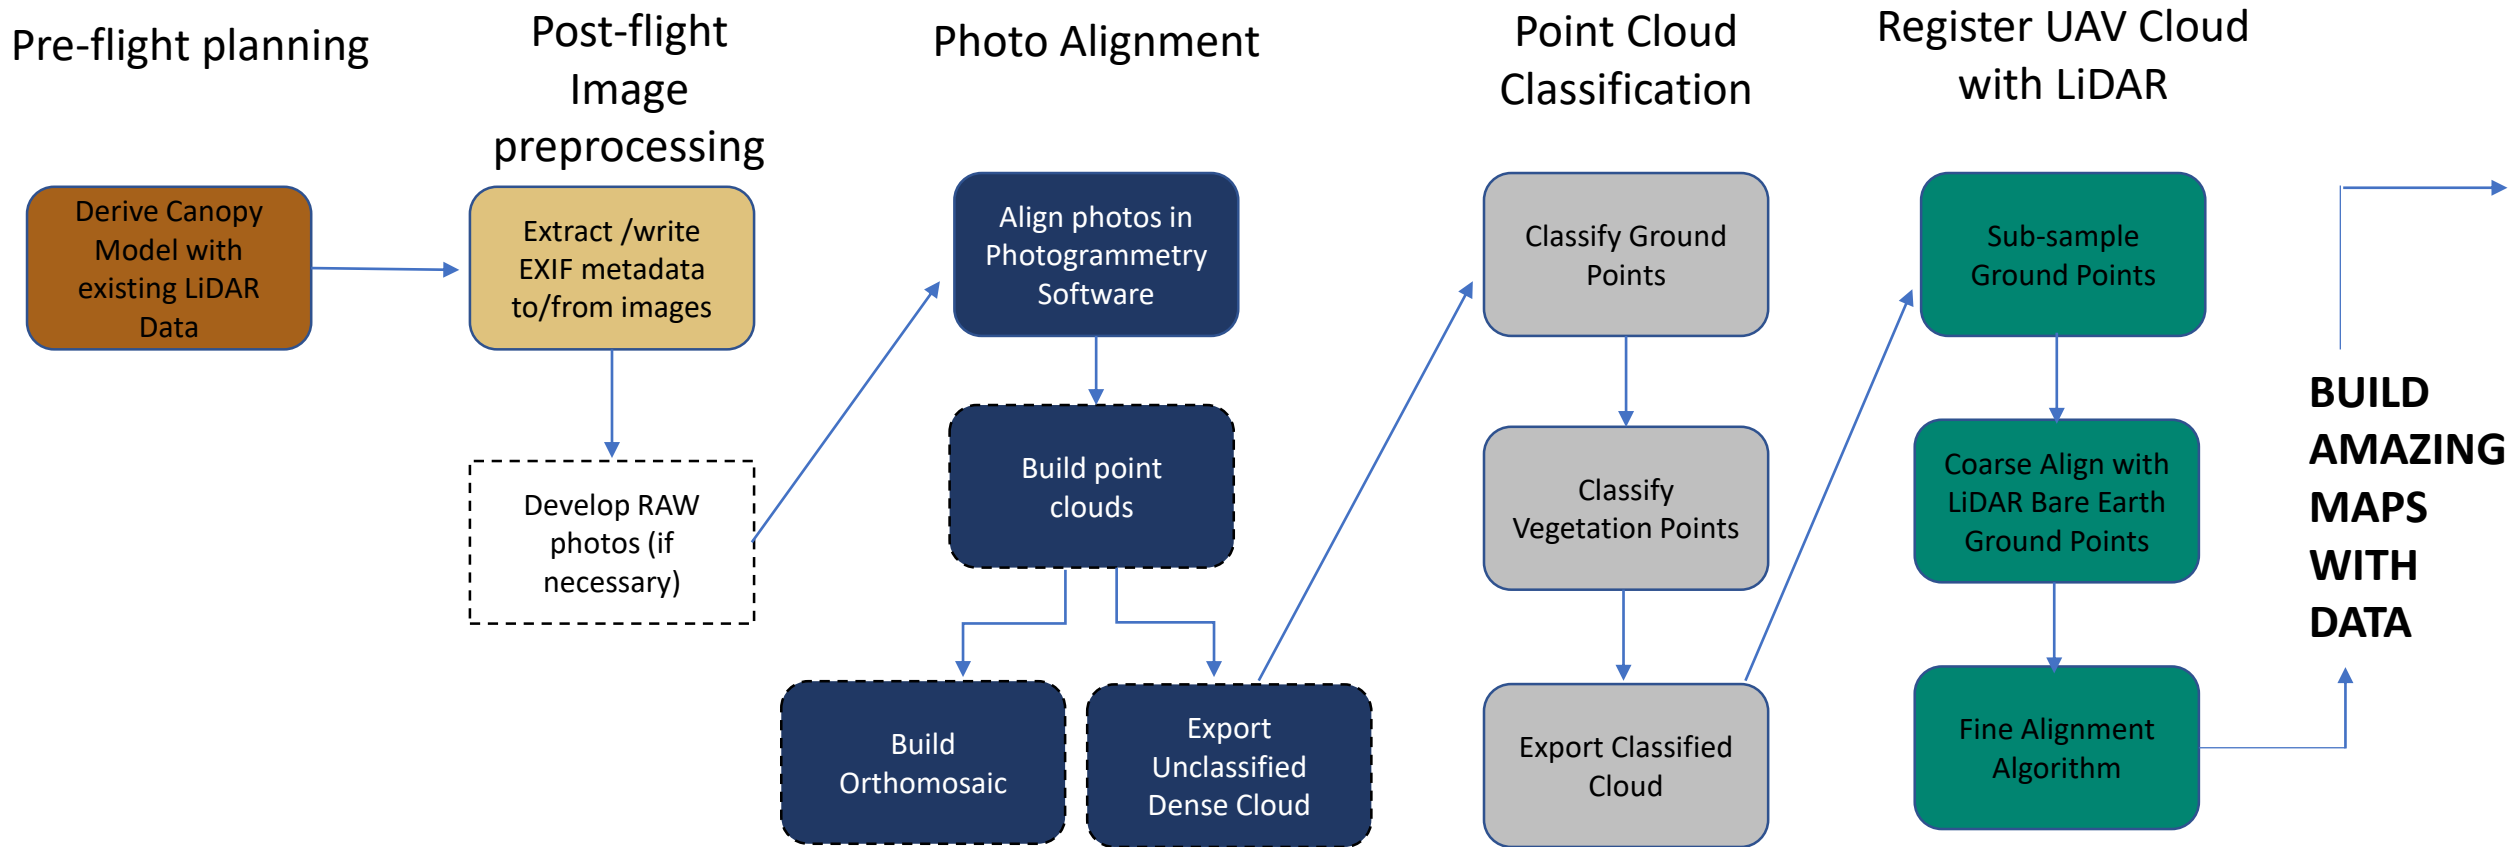 Pre-flight planning
Post-flight
Image
preprocessing
Photo Alignment
Point Cloud
Classification
Register UAV Cloud
with LiDAR
Derive Canopy
Model with
existing LiDAR
Data
Extract /write
EXIF metadata
to/from images
Develop RAW
photos (if
necessary)
Align photos in
Photogrammetry
Software
Build point
clouds
Build
Orthomosaic
Export
Unclassified
Dense Cloud
Classify Ground
Points
Classify
Vegetation Points
Export Classified
Cloud
Sub-sample
Ground Points
Coarse Align with
LiDAR Bare Earth
Ground Points
Fine Alignment
Algorithm
BUILD
AMAZING
MAPS
WITH
DATA